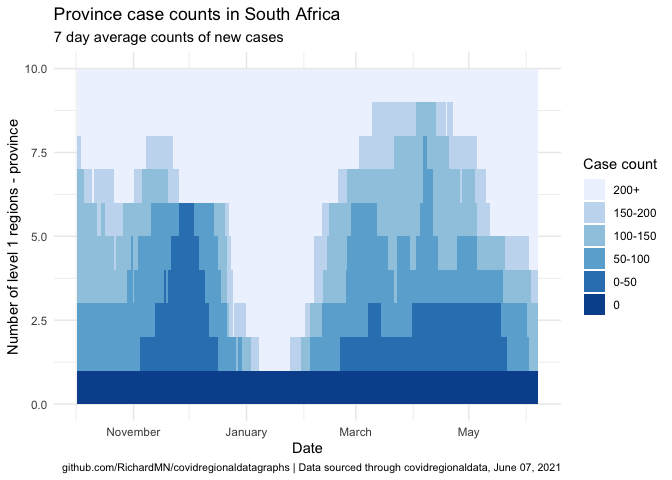 Province case counts in South Africa
7 day average counts of new cases
Number of level 1 regions - province
10.0
7.5
5.0
2.5
0.0
November
January
March
May
Date
Case count
200+
150-200
100-150
50-100
0-50
0
github.com/RichardMN/covidregionaldatagraphs | Data sourced through covidregionaldata, June 07, 2021